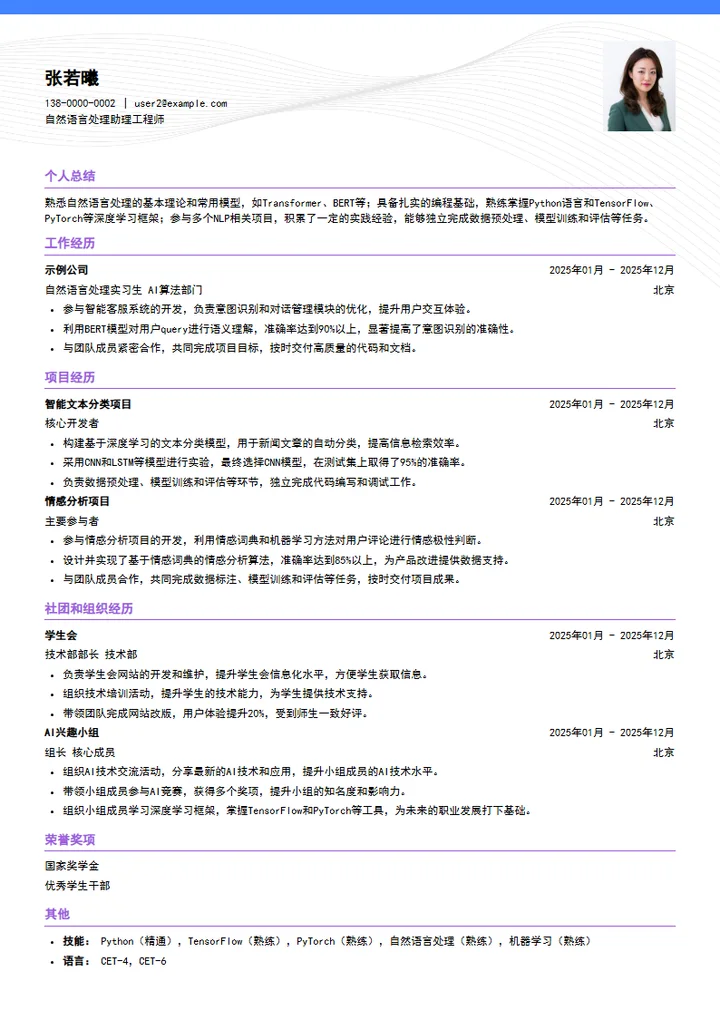 张若曦
138-0000-0002 | user2@example.com
自然语言处理助理工程师
个人总结
熟悉自然语言处理的基本理论和常用模型，如Transformer、BERT等；具备扎实的编程基础，熟练掌握Python语言和TensorFlow、
PyTorch等深度学习框架；参与多个NLP相关项目，积累了一定的实践经验，能够独立完成数据预处理、模型训练和评估等任务。
工作经历
示例公司 2025年01月 - 2025年12月
自然语言处理实习生 AI算法部门 北京
• 参与智能客服系统的开发，负责意图识别和对话管理模块的优化，提升用户交互体验。
• 利用BERT模型对用户query进行语义理解，准确率达到90%以上，显著提高了意图识别的准确性。
• 与团队成员紧密合作，共同完成项目目标，按时交付高质量的代码和文档。
项目经历
智能文本分类项目 2025年01月 - 2025年12月
核心开发者 北京
• 构建基于深度学习的文本分类模型，用于新闻文章的自动分类，提高信息检索效率。
• 采用CNN和LSTM等模型进行实验，最终选择CNN模型，在测试集上取得了95%的准确率。
• 负责数据预处理、模型训练和评估等环节，独立完成代码编写和调试工作。
情感分析项目 2025年01月 - 2025年12月
主要参与者 北京
• 参与情感分析项目的开发，利用情感词典和机器学习方法对用户评论进行情感极性判断。
• 设计并实现了基于情感词典的情感分析算法，准确率达到85%以上，为产品改进提供数据支持。
• 与团队成员合作，共同完成数据标注、模型训练和评估等任务，按时交付项目成果。
社团和组织经历
学生会 2025年01月 - 2025年12月
技术部部长 技术部 北京
• 负责学生会网站的开发和维护，提升学生会信息化水平，方便学生获取信息。
• 组织技术培训活动，提升学生的技术能力，为学生提供技术支持。
• 带领团队完成网站改版，用户体验提升20%，受到师生一致好评。
AI兴趣小组 2025年01月 - 2025年12月
组长 核心成员 北京
• 组织AI技术交流活动，分享最新的AI技术和应用，提升小组成员的AI技术水平。
• 带领小组成员参与AI竞赛，获得多个奖项，提升小组的知名度和影响力。
• 组织小组成员学习深度学习框架，掌握TensorFlow和PyTorch等工具，为未来的职业发展打下基础。
荣誉奖项
国家奖学金
优秀学生干部
其他
• 技能： Python（精通），TensorFlow（熟练），PyTorch（熟练），自然语言处理（熟练），机器学习（熟练）
• 语言： CET-4，CET-6